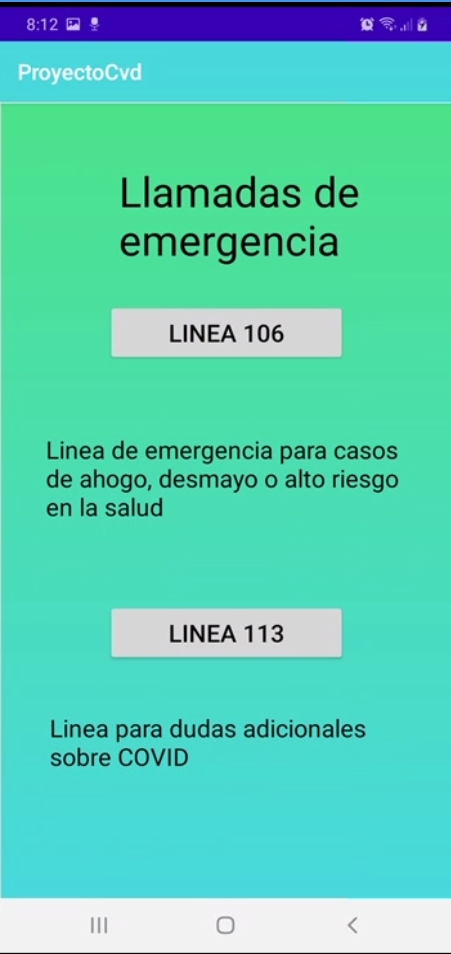 8:12
ProyectoCvd
Llamadas de
emergencia
LINEA 106
Linea de emergencia para casos
de ahogo, desmayo o alto riesgo
en la salud
LINEA 113
Linea para dudas adicionales
sobre COVID